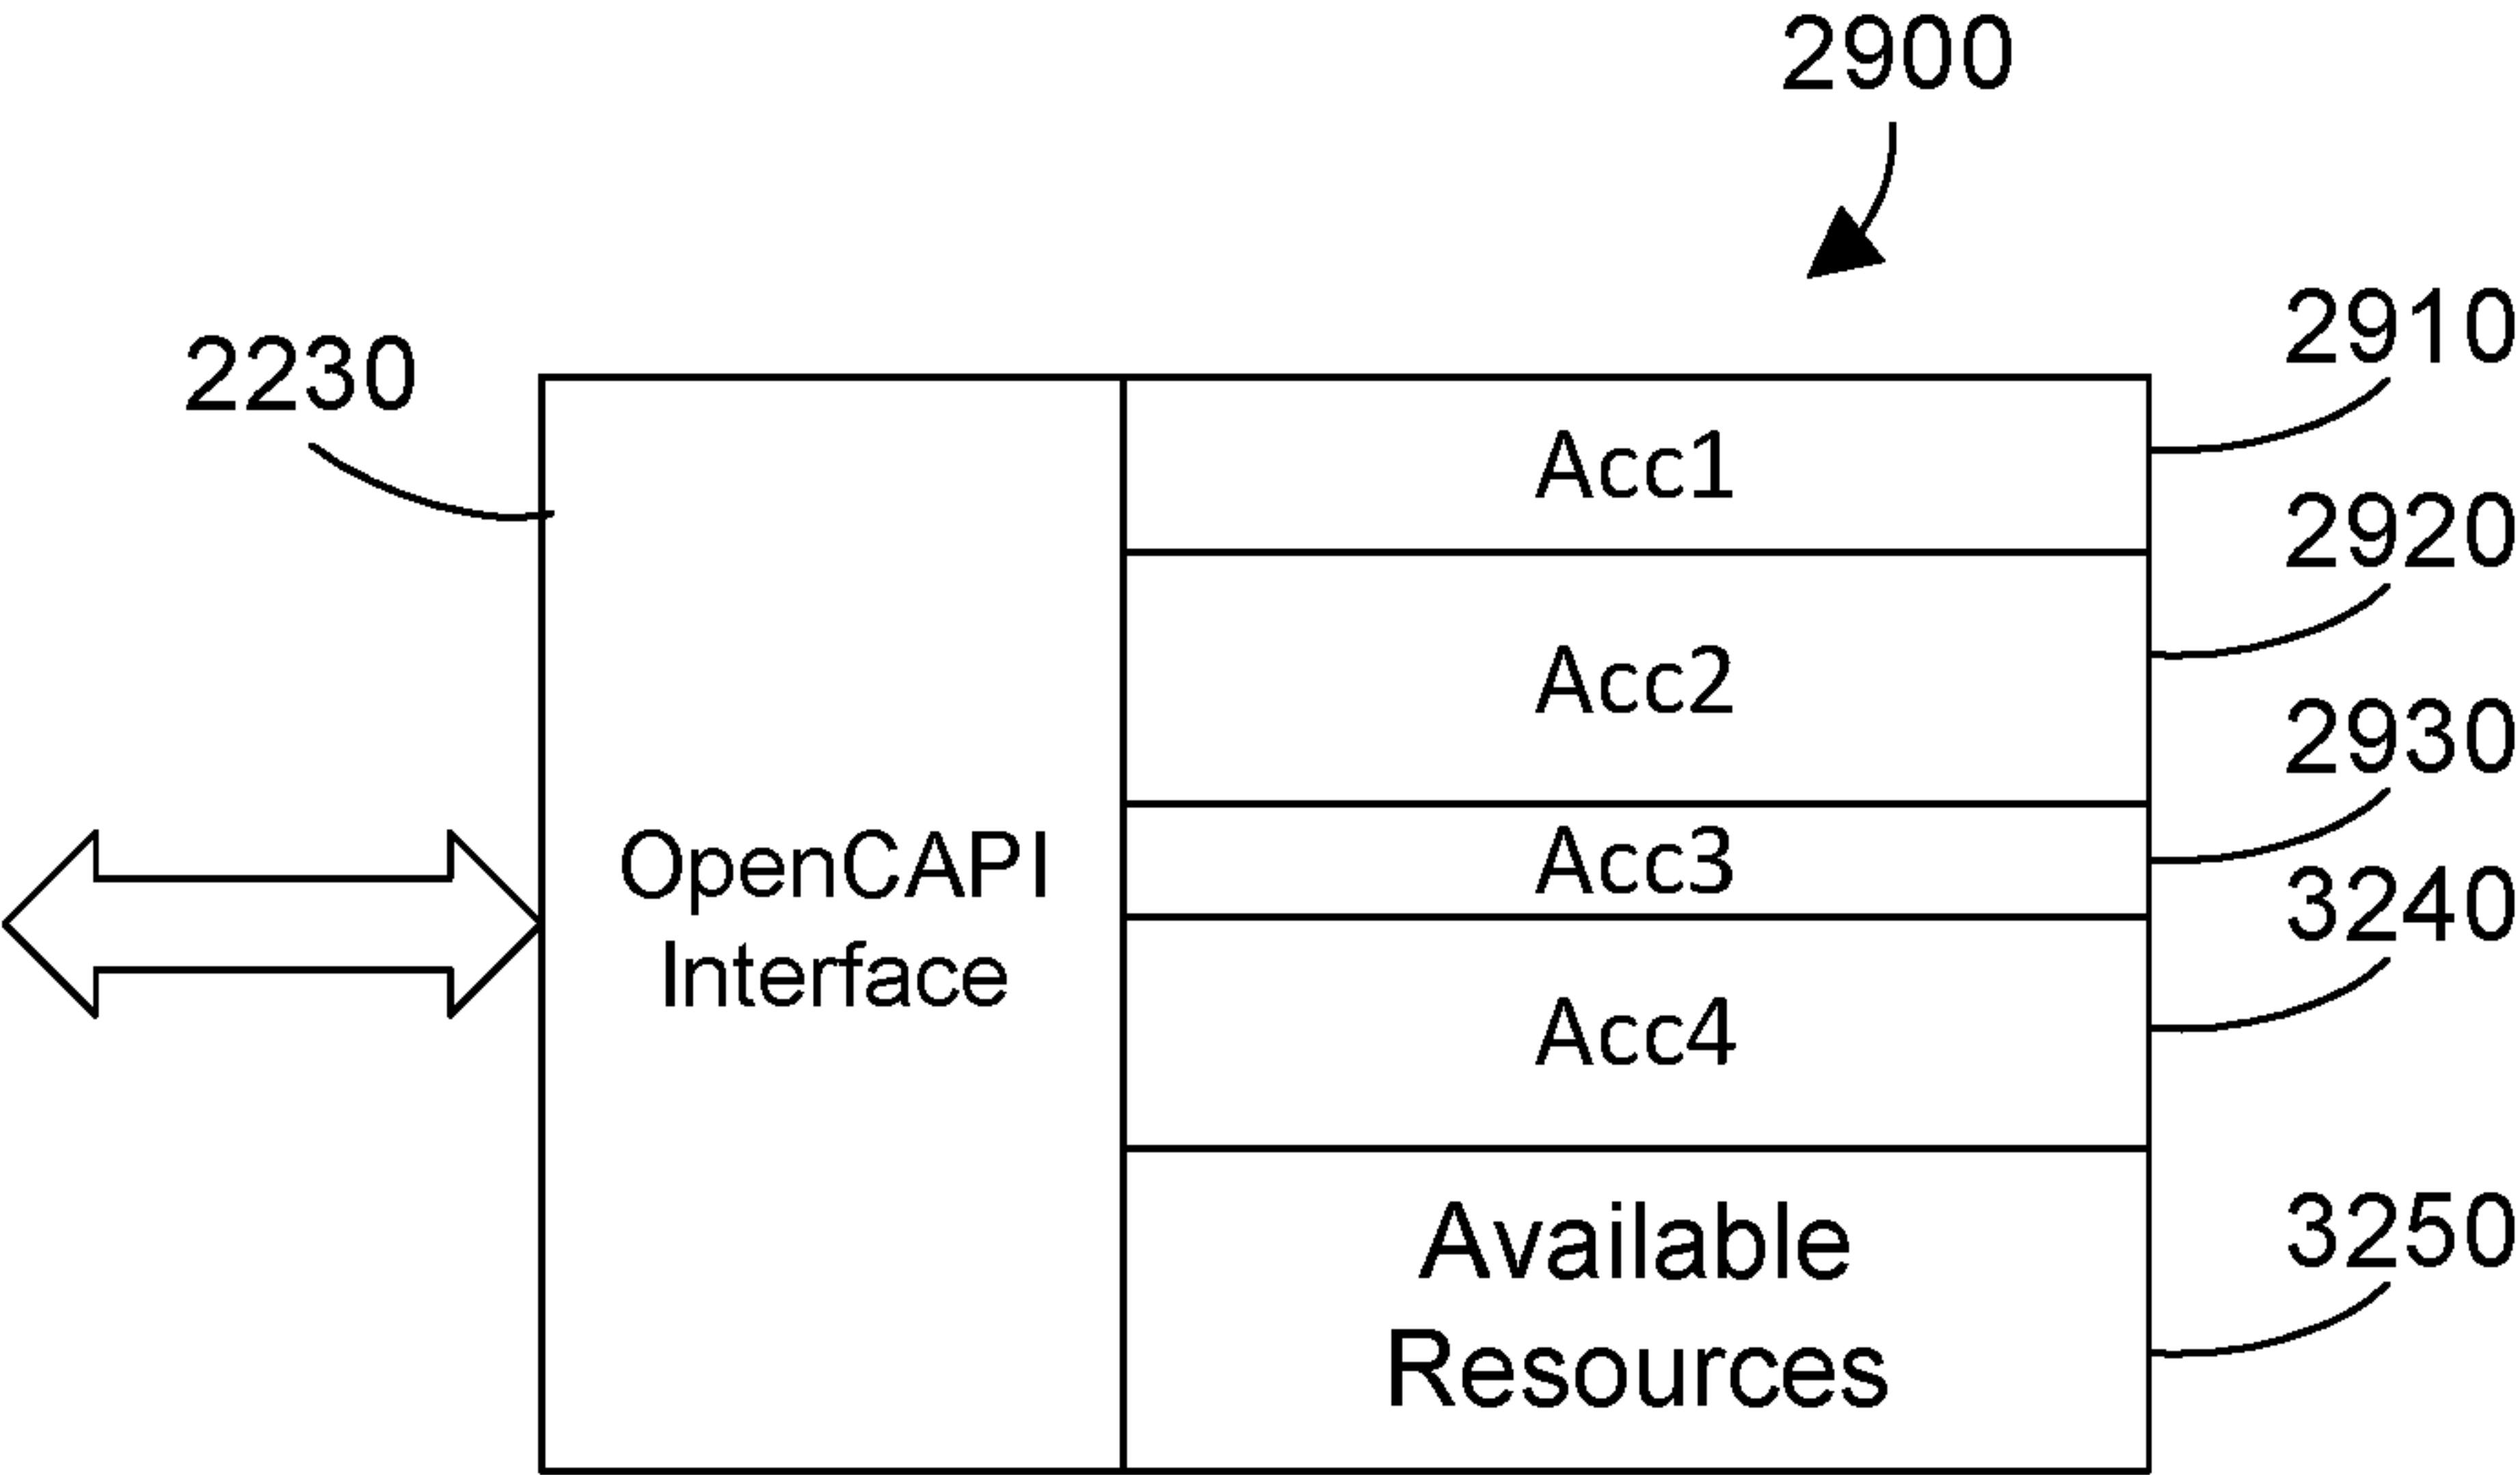 2900
2910
2230
Acc1
2920
Acc2
2930
Acc3
OpenCAPI
Interface
3240
Acc4
3250
Available
Resources